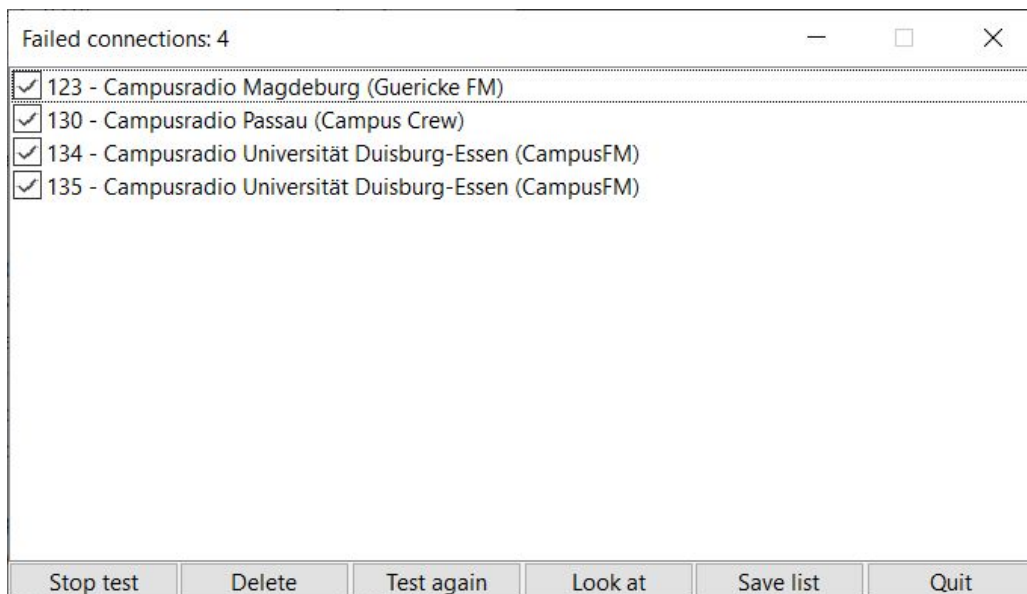 Failed connections: 4
123 - Campusradio Magdeburg (Guericke FM)
130 - Campusradio Passau (Campus Crew)
134 - Campusradio Universität Duisburg-Essen (CampusFM)
135 - Campusradio Universität Duisburg-Essen (CampusFM)
Stop test Delete Test again Look at Save list Quit